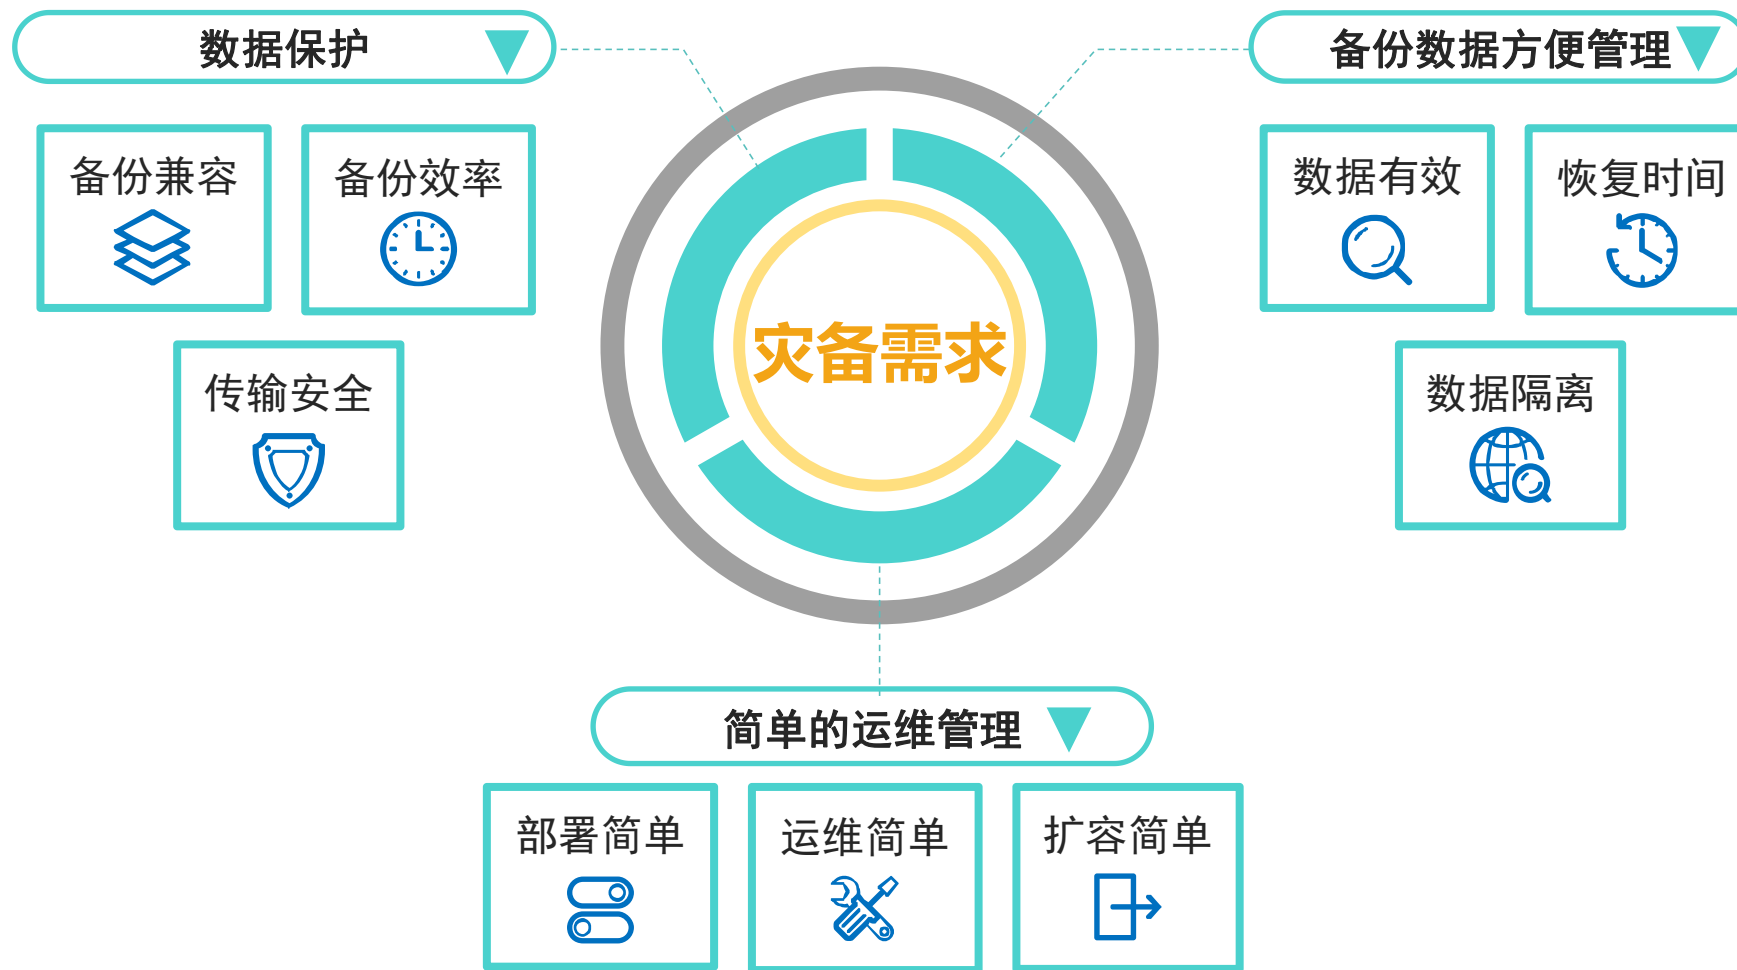 数据保护
备份兼容
备份效率
传输安全
灾备需求
备份数据方便管理
数据有效
恢复时间
数据隔离
简单的运维管理
部署简单
运维简单
扩容简单